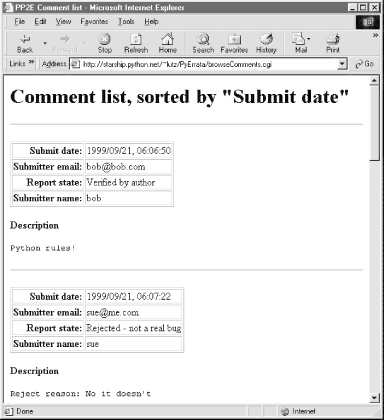 PP2E Comment list - Microsoft Internet Explorer
File Edit View Favorites Tools Help
Back Forward Stop Refresh Home Search Favorites History Mail Print
Links » Address http://starship.python.net/~lutz/PyErrata/browseComments.cgi Go
Comment list, sorted by "Submit date"
Submit date: 1999/09/21, 06:06:50
Submitter email: bob@bob.com
Report state: Verified by author
Submitter name: bob
Description
Python rules!
Submit date: 1999/09/21, 06:07:22
Submitter email: sue@me.com
Report state: Rejected - not a real bug
Submitter name: sue
Description
Reject reason: No it doesn't
Done Internet